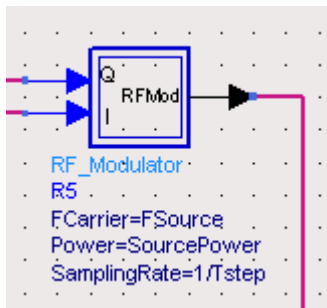 Q
RFMod
I
RF_Modulator
R5
FCarrier=FSource
Power=SourcePower
SamplingRate=1/Tstep